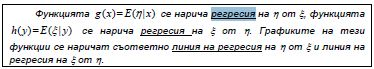 Функцията g(x)=E(η|x) се нарича регресия на η от ξ, функцията
h(y)=E(ξ|y) се нарича регресия на ξ от η. Графиките на тези
функции се наричат съответно линия на регресия на η от ξ и линия на
регресия на ξ от η.